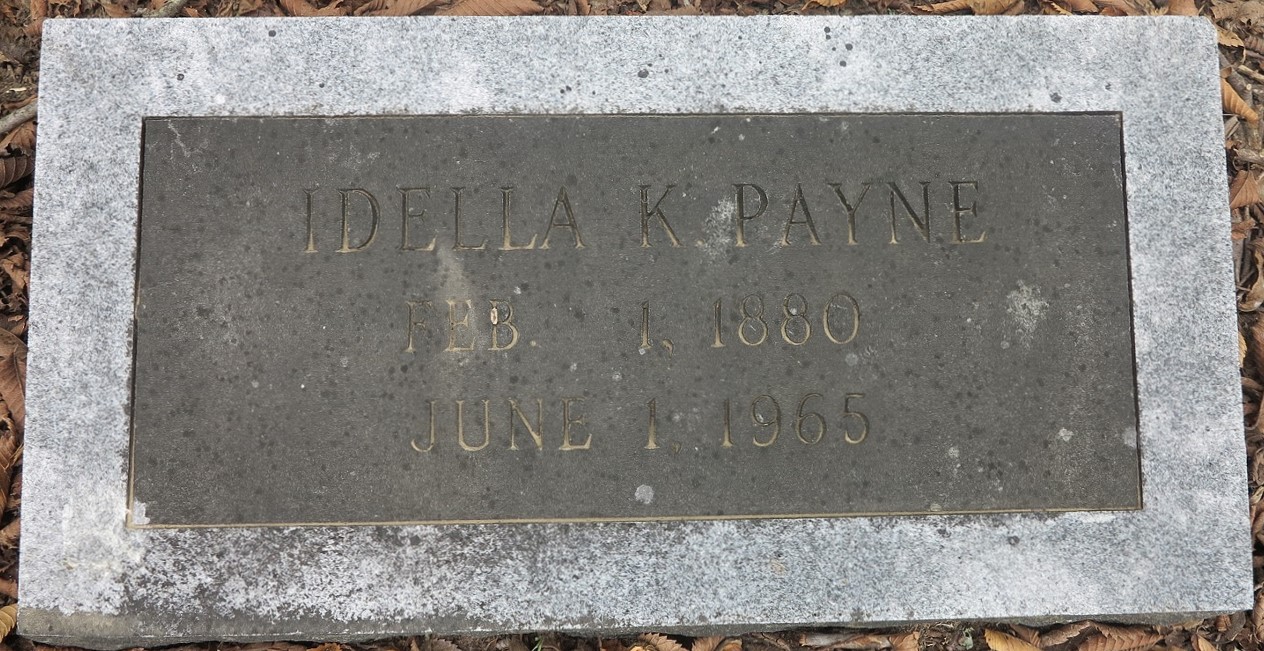 IDELLA K. PAYNE
FEB. 1, 1880
JUNE 1, 1965